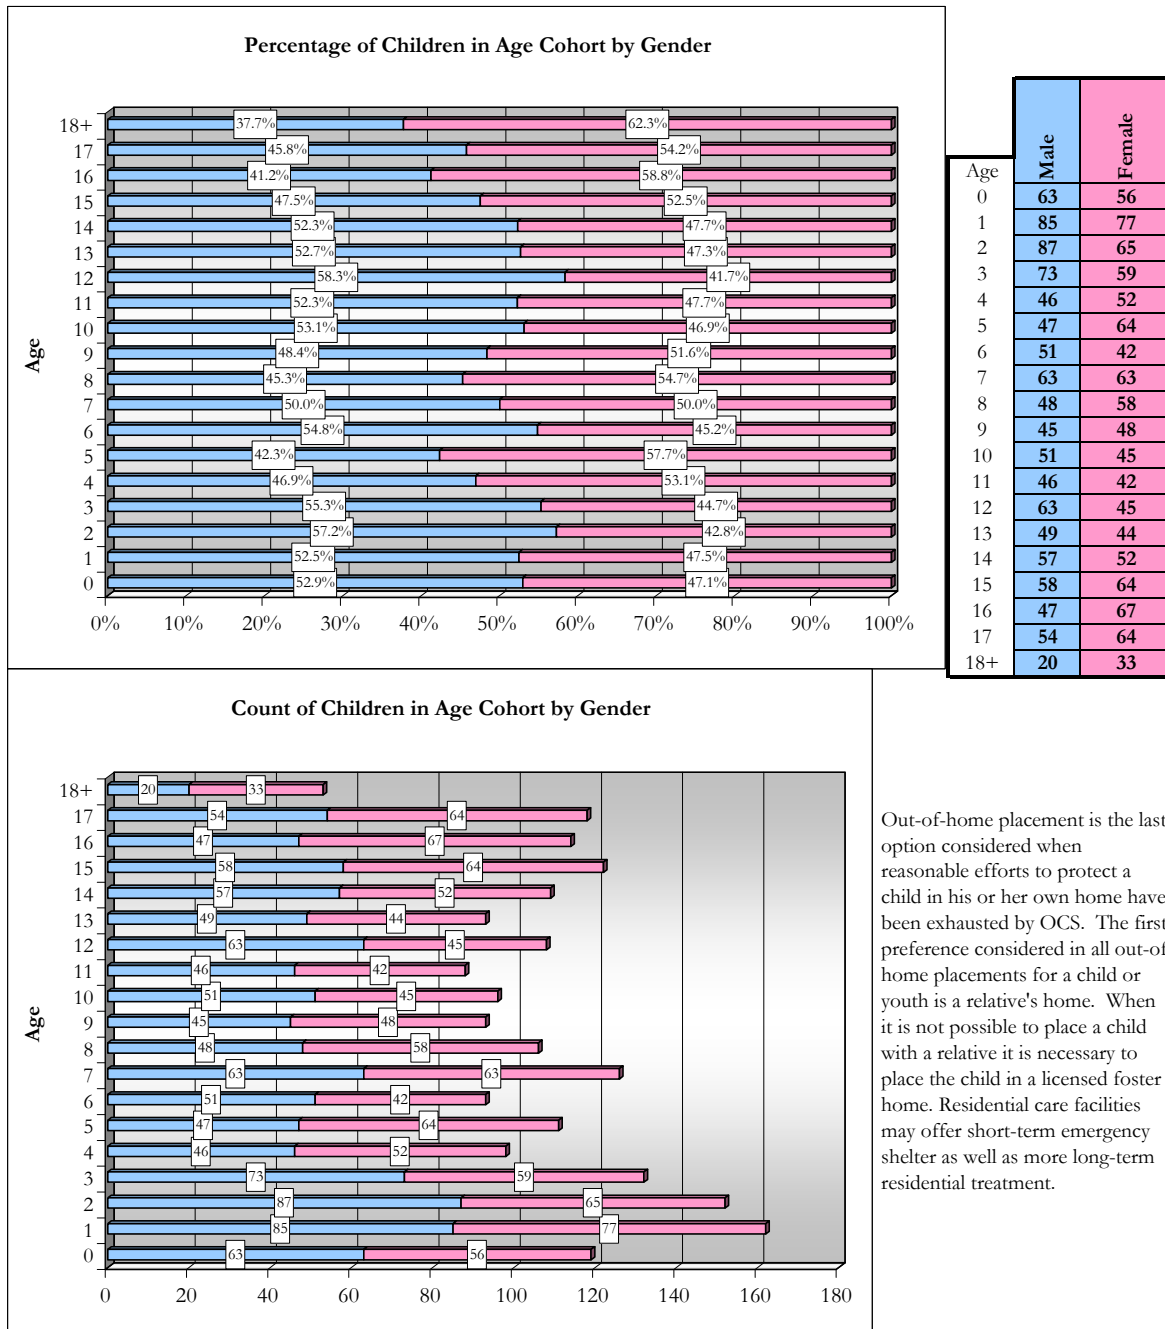 Percentage of Children in Age Cohort by Gender
18+ 37.7% 62.3%
17 45.8% 54.2%
16 41.2% 58.8%
15 47.5% 52.5%
14 52.3% 47.7%
13 52.7% 47.3%
12 58.3% 41.7%
11 52.3% 47.7%
10 53.1% 46.9%
9 48.4% 51.6%
8 45.3% 54.7%
7 50.0% 50.0%
6 54.8% 45.2%
5 42.3% 57.7%
4 46.9% 53.1%
3 55.3% 44.7%
2 57.2% 42.8%
1 52.5% 47.5%
0 52.9% 47.1%
Age
0% 10% 20% 30% 40% 50% 60% 70% 80% 90% 100%
Age Male Female
0 63 56
1 85 77
2 87 65
3 73 59
4 46 52
5 47 64
6 51 42
7 63 63
8 48 58
9 45 48
10 51 45
11 46 42
12 63 45
13 49 44
14 57 52
15 58 64
16 47 67
17 54 64
18+ 20 33
Count of Children in Age Cohort by Gender
18+ 20 33
17 54 64
16 47 67
15 58 64
14 57 52
13 49 44
12 63 45
11 46 42
10 51 45
9 45 48
8 48 58
7 63 63
6 51 42
5 47 64
4 46 52
3 73 59
2 87 65
1 85 77
0 63 56
Age
0 20 40 60 80 100 120 140 160 180
Out-of-home placement is the last
option considered when
reasonable efforts to protect a
child in his or her own home have
been exhausted by OCS.  The first
preference considered in all out-of
home placements for a child or
youth is a relative's home.  When
it is not possible to place a child
with a relative it is necessary to
place the child in a licensed foster
home. Residential care facilities
may offer short-term emergency
shelter as well as more long-term
residential treatment.